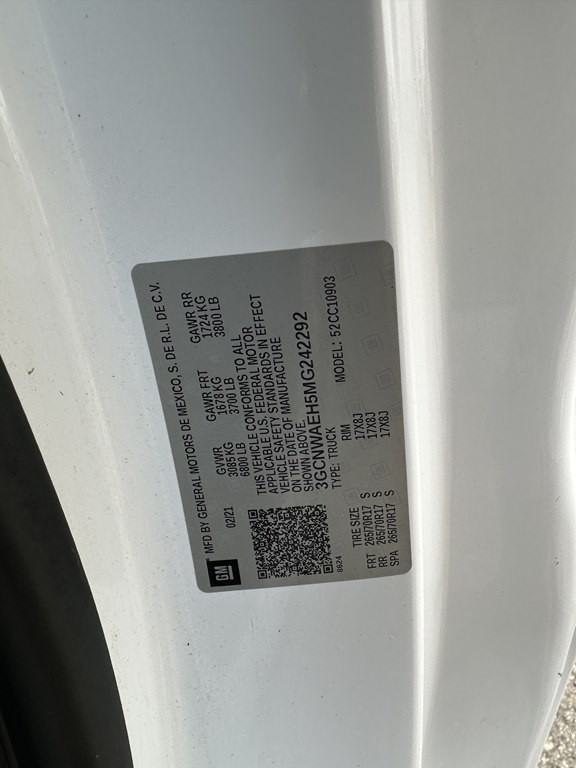 GM
MFD BY GENERAL MOTORS DE MEXICO, S. DE R.L. DE C.V.
02/21 GVWR GAWR FRT GAWR RR
3085 KG 1678 KG 1724 KG
6800 LB 3700 LB 3800 LB
THIS VEHICLE CONFORMS TO ALL
APPLICABLE U.S. FEDERAL MOTOR
VEHICLE SAFETY STANDARDS IN EFFECT
ON THE DATE OF MANUFACTURE
SHOWN ABOVE.
3GCNWAEH5MG242292
8624 TYPE: TRUCK MODEL: 52CC10903
TIRE SIZE RIM
FRT 265/70R17 S 17X8J
RR 265/70R17 S 17X8J
SPA 265/70R17 S 17X8J